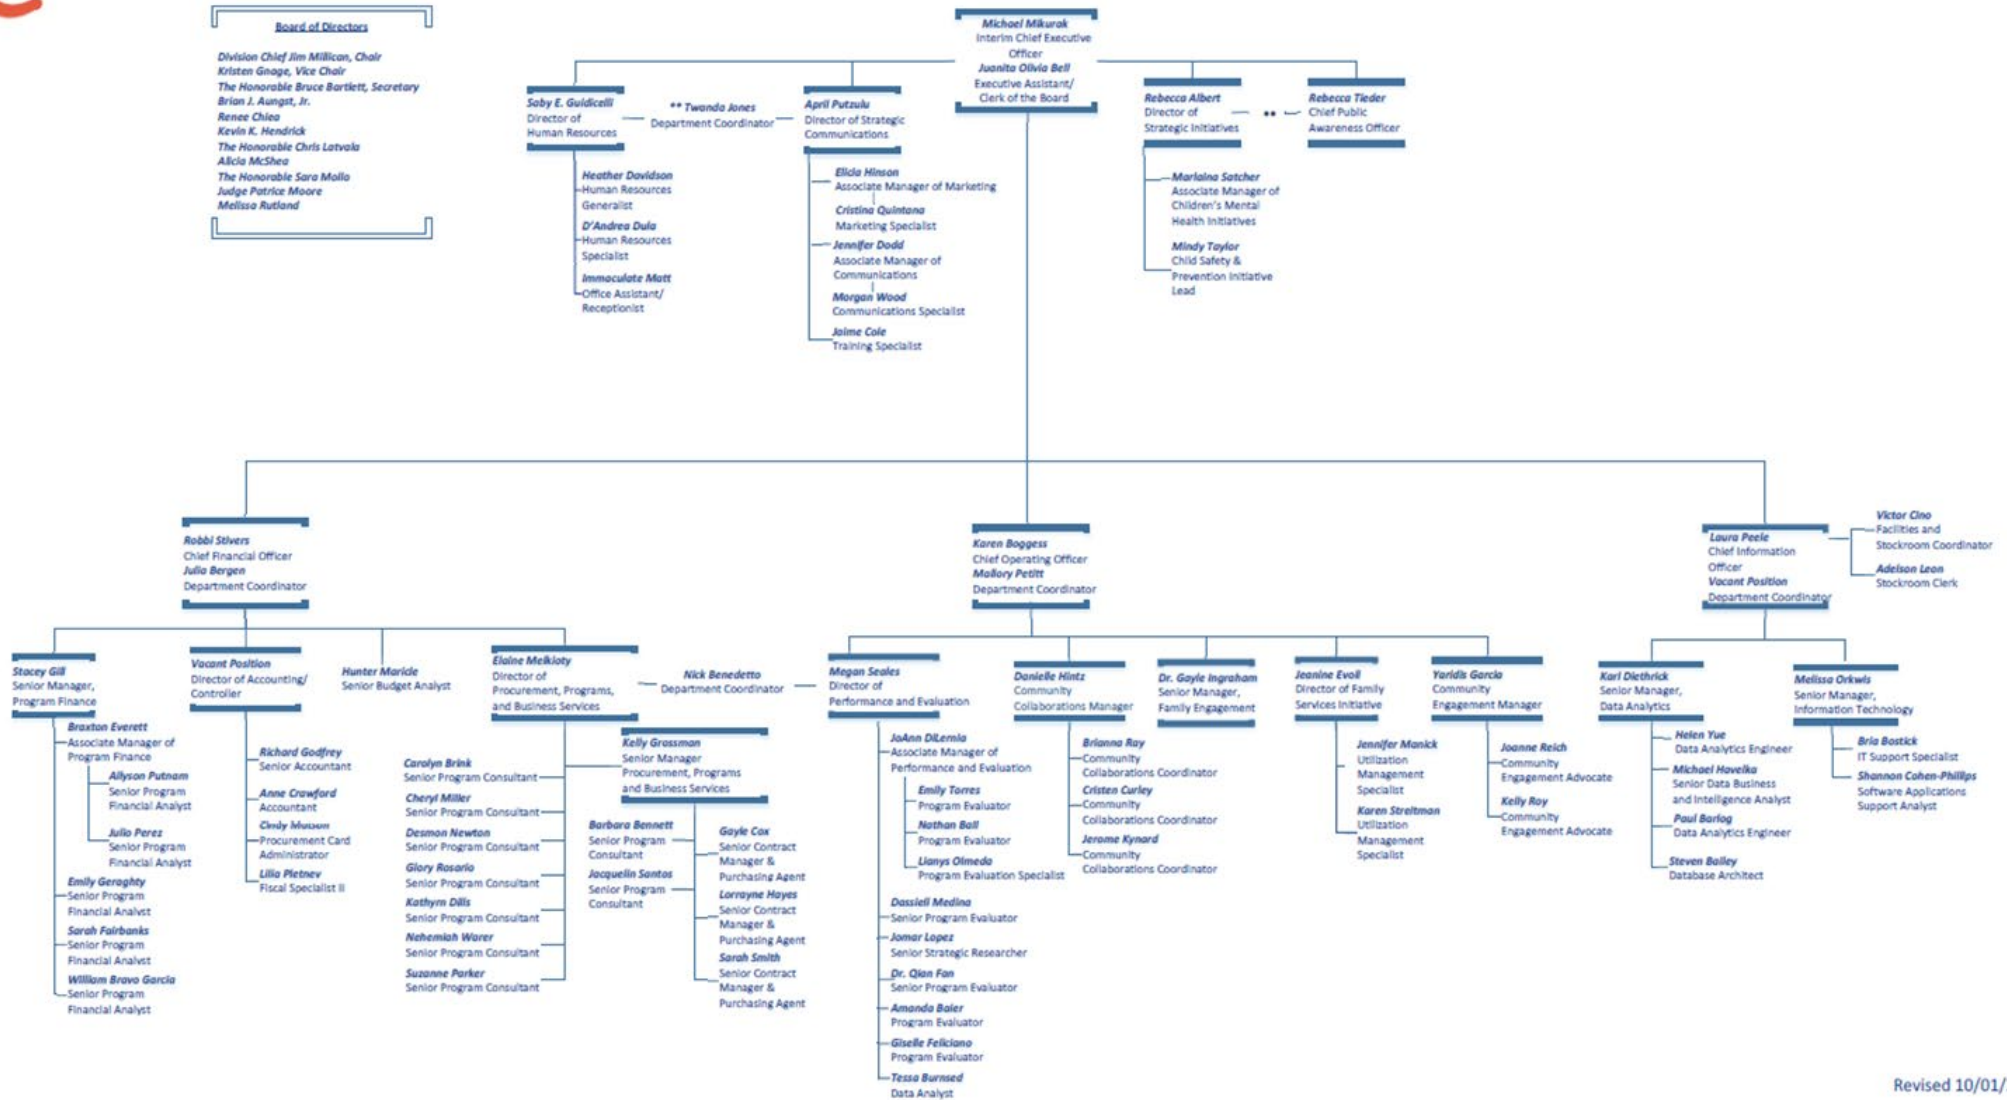 Board of Directors
Division Chief Jim Millican, Chair
Kristen Gnage, Vice Chair
The Honorable Bruce Bartlett, Secretary
Brian J. Aungst, Jr.
Renee Chiea
Kevin K. Hendrick
The Honorable Chris Latvala
Alicia McShea
The Honorable Sara Mollo
Judge Patrice Moore
Melissa Rutland
Michael Mikurak
Interim Chief Executive
Officer
Juanita Olivia Bell
Executive Assistant/
Clerk of the Board
Saby E. Guidicelli
Director of
Human Resources
** Twanda Jones
Department Coordinator
April Putzulu
Director of Strategic
Communications
Rebecca Albert
Director of
Strategic Initiatives
**
Rebecca Tieder
Chief Public
Awareness Officer
Heather Davidson
Human Resources
Generalist
D'Andrea Dula
Human Resources
Specialist
Immaculate Matt
Office Assistant/
Receptionist
Elicia Hinson
Associate Manager of Marketing
Cristina Quintana
Marketing Specialist
Jennifer Dodd
Associate Manager of
Communications
Morgan Wood
Communications Specialist
Jaime Cole
Training Specialist
Marlaina Satcher
Associate Manager of
Children's Mental
Health Initiatives
Mindy Taylor
Child Safety &
Prevention Initiative
Lead
Robbi Stivers
Chief Financial Officer
Julia Bergen
Department Coordinator
Karen Boggess
Chief Operating Officer
Mallory Petitt
Department Coordinator
Laura Peele
Chief Information
Officer
Vacant Position
Department Coordinator
Victor Cino
Facilities and
Stockroom Coordinator
Adelson Leon
Stockroom Clerk
Stacey Gill
Senior Manager,
Program Finance
Vacant Position
Director of Accounting/
Controller
Hunter Maricle
Senior Budget Analyst
Elaine Melkioty
Director of
Procurement, Programs,
and Business Services
Nick Benedetto
Department Coordinator
Megan Seales
Director of
Performance and Evaluation
Danielle Hintz
Community
Collaborations Manager
Dr. Gayle Ingraham
Senior Manager,
Family Engagement
Jeanine Evoli
Director of Family
Services Initiative
Yaridis Garcia
Community
Engagement Manager
Karl Diethrick
Senior Manager,
Data Analytics
Melissa Orkwis
Senior Manager,
Information Technology
Braxton Everett
Associate Manager of
Program Finance
Allyson Putnam
Senior Program
Financial Analyst
Julio Perez
Senior Program
Financial Analyst
Emily Geraghty
Senior Program
Financial Analyst
Sarah Fairbanks
Senior Program
Financial Analyst
William Bravo Garcia
Senior Program
Financial Analyst
Richard Godfrey
Senior Accountant
Anne Crawford
Accountant
Cindy
Procurement Card
Administrator
Lilia Pletnev
Fiscal Specialist II
Carolyn Brink
Senior Program Consultant
Cheryl Miller
Senior Program Consultant
Desmon Newton
Senior Program Consultant
Glory Rosario
Senior Program Consultant
Kathyrn Dills
Senior Program Consultant
Nehemiah Warer
Senior Program Consultant
Suzanne Parker
Senior Program Consultant
Kelly Grossman
Senior Manager
Procurement, Programs
and Business Services
Barbara Bennett
Senior Program
Consultant
Jacquelin Santos
Senior Program
Consultant
Gayle Cox
Senior Contract
Manager &
Purchasing Agent
Lorrayne Hayes
Senior Contract
Manager &
Purchasing Agent
Sarah Smith
Senior Contract
Manager &
Purchasing Agent
JoAnn DiLernia
Associate Manager of
Performance and Evaluation
Emily Torres
Program Evaluator
Nathan Ball
Program Evaluator
Lianys Olmeda
Program Evaluation Specialist
Dassiell Medina
Senior Program Evaluator
Jomar Lopez
Senior Strategic Researcher
Dr. Qian Fan
Senior Program Evaluator
Amanda Baier
Program Evaluator
Giselle Feliciano
Program Evaluator
Tessa Burnsed
Data Analyst
Brianna Ray
Community
Collaborations Coordinator
Cristen Curley
Community
Collaborations Coordinator
Jerome Kynard
Community
Collaborations Coordinator
Jennifer Manick
Utilization
Management
Specialist
Karen Streitman
Utilization
Management
Specialist
Joanne Reich
Community
Engagement Advocate
Kelly Roy
Community
Engagement Advocate
Helen Yue
Data Analytics Engineer
Michael Havelka
Senior Data Business
and Intelligence Analyst
Paul Barlog
Data Analytics Engineer
Steven Bailey
Database Architect
Bria Bostick
IT Support Specialist
Shannon Cohen-Phillips
Software Applications
Support Analyst
Revised 10/01/